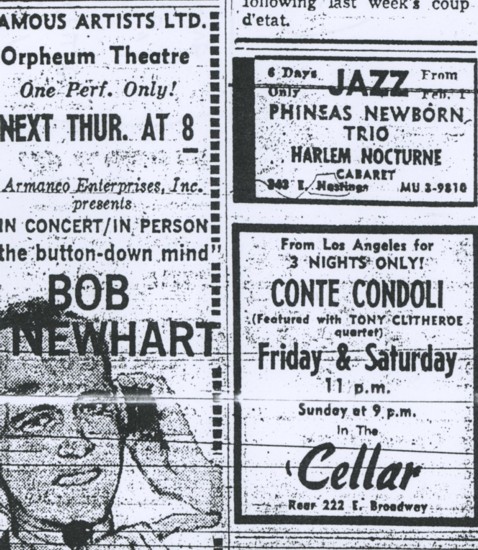 AMOUS ARTISTS LTD.
Orpheum Theatre
One Perf. Only!
NEXT THUR. AT 8
Armanco Enterprises, Inc.
presents
IN CONCERT/IN PERSON
the button-down mind"
BOB
NEWHART
following last week's coup
d'etat.
6 Days
Only
JAZZ
From
Feb. 1
PHINEAS NEWBORN
TRIO
HARLEM NOCTURNE
CABARET
343 E. Hastings MU 3-9810
From Los Angeles for
3 NIGHTS ONLY!
CONTE CONDOLI
(Featured with TONY CLITHEROE
quartet)
Friday & Saturday
11 p.m.
Sunday at 9 p.m.
In The
Cellar
Rear 222 E. Broadway